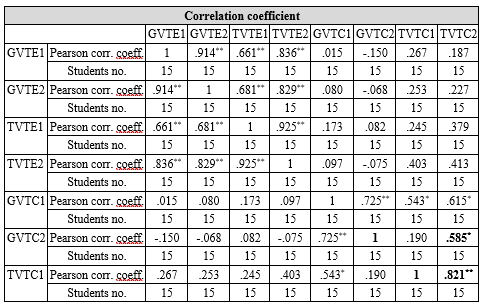 Correlation coefficient
GVTE1 GVTE2 TVTE1 TVTE2 GVTC1 GVTC2 TVTC1 TVTC2
GVTE1 Pearson corr. coeff. 1 .914** .661** .836** .015 -.150 .267 .187
Students no. 15 15 15 15 15 15 15 15
GVTE2 Pearson corr. coeff. .914** 1 .681** .829** .080 -.068 .253 .227
Students no. 15 15 15 15 15 15 15 15
TVTE1 Pearson corr. coeff. .661** .681** 1 .925** .173 .082 .245 .379
Students no. 15 15 15 15 15 15 15 15
TVTE2 Pearson corr. coeff. .836** .829** .925** 1 .097 -.075 .403 .413
Students no. 15 15 15 15 15 15 15 15
GVTC1 Pearson corr. coeff. .015 .080 .173 .097 1 .725** .543* .615*
Students no. 15 15 15 15 15 15 15 15
GVTC2 Pearson corr. coeff. -.150 -.068 .082 -.075 .725** 1 .190 .585*
Students no. 15 15 15 15 15 15 15 15
TVTC1 Pearson corr. coeff. .267 .253 .245 .403 .543* .190 1 .821**
Students no. 15 15 15 15 15 15 15 15